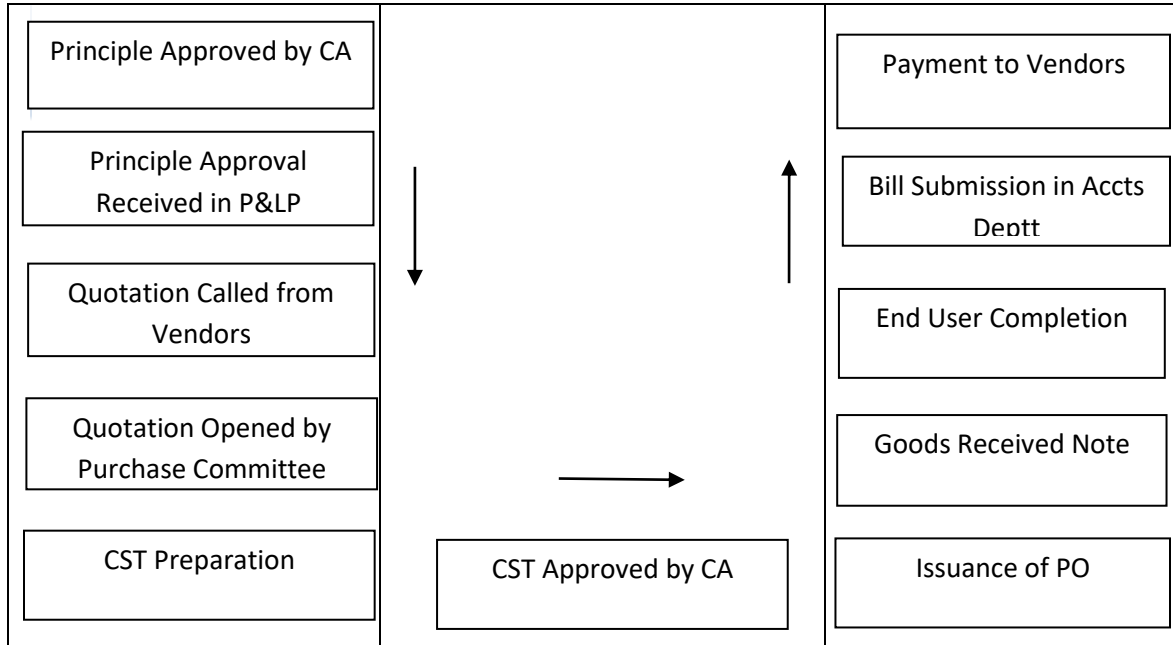 Principle Approved by CA
Principle Approval
Received in P&LP
Quotation Called from
Vendors
Quotation Opened by
Purchase Committee
CST Preparation
CST Approved by CA
Payment to Vendors
Bill Submission in Accts
Deptt
End User Completion
Goods Received Note
Issuance of PO